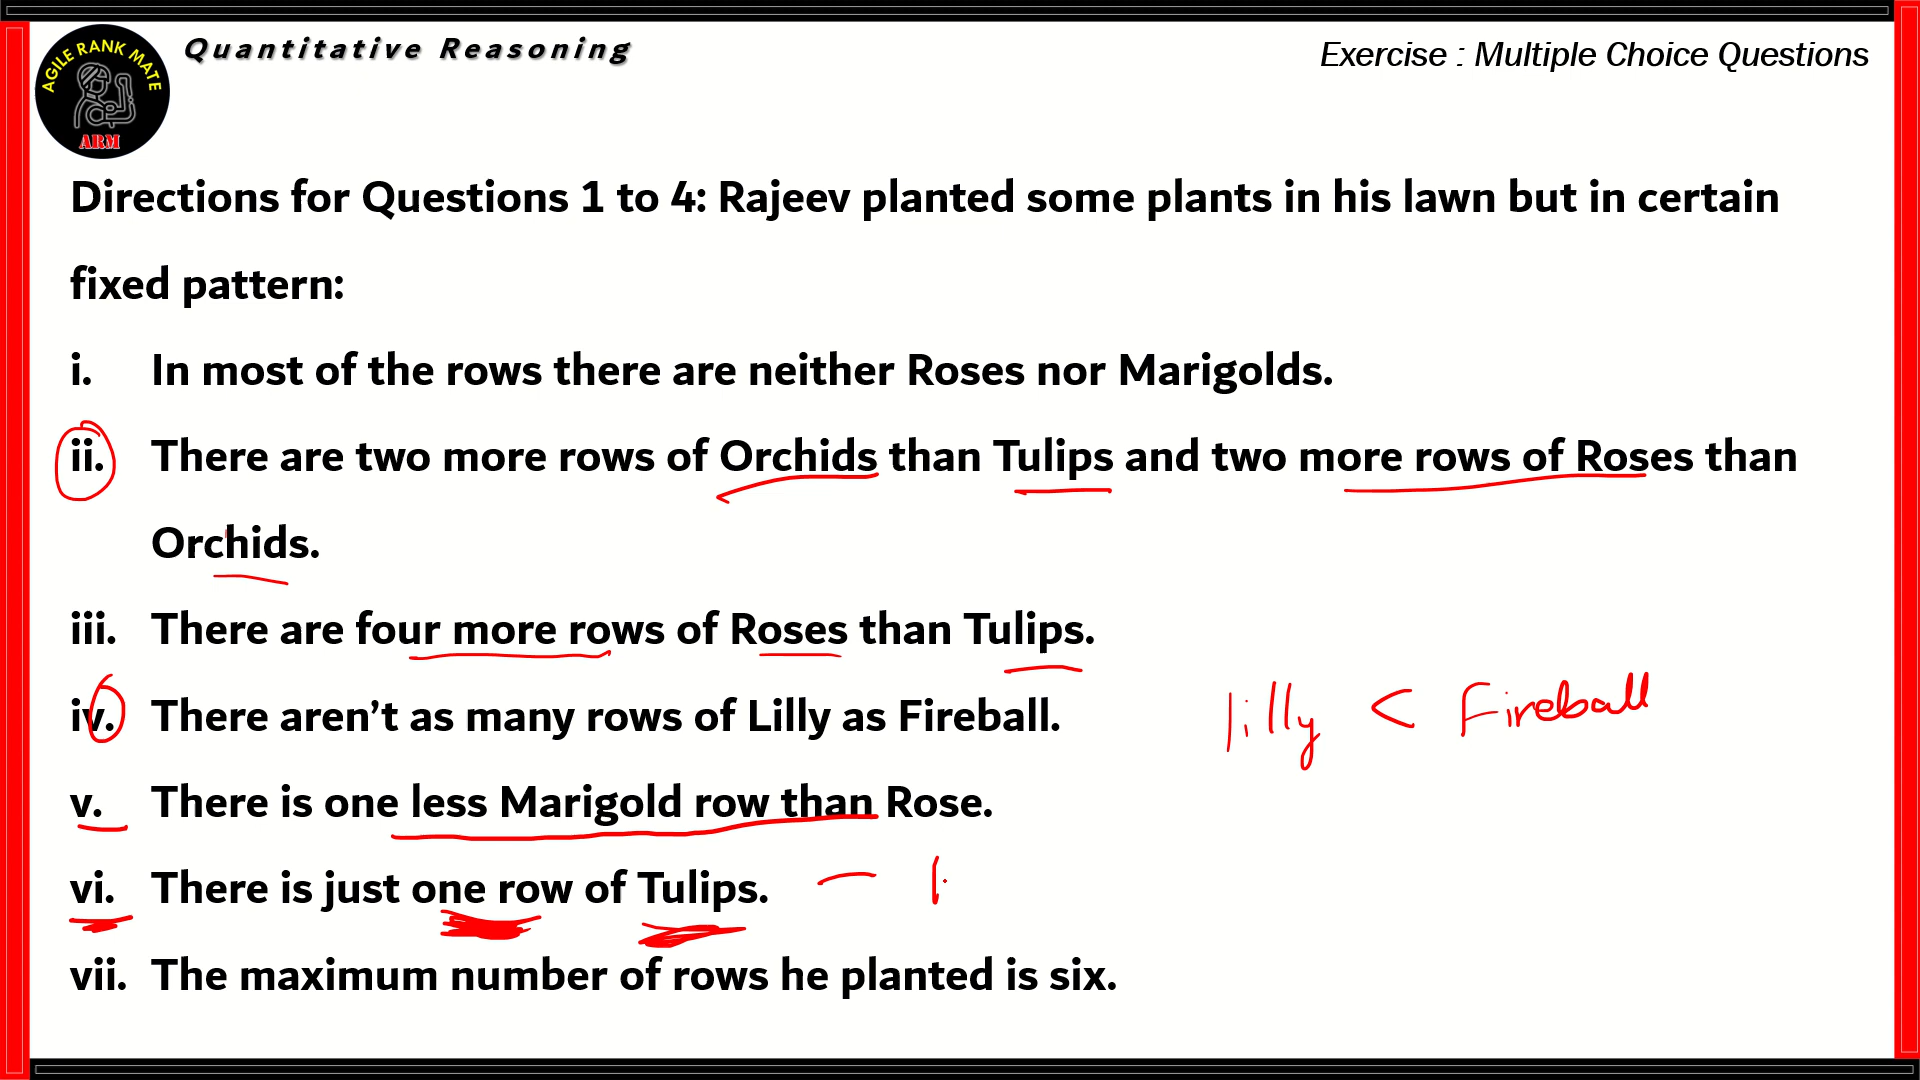 AGILE RANK MATE
ARM
Quantitative Reasoning
Exercise : Multiple Choice Questions
Directions for Questions 1 to 4: Rajeev planted some plants in his lawn but in certain
fixed pattern:
i. In most of the rows there are neither Roses nor Marigolds.
ii. There are two more rows of Orchids than Tulips and two more rows of Roses than
Orchids.
iii. There are four more rows of Roses than Tulips.
iv. There aren’t as many rows of Lilly as Fireball. lilly < Fireball
v. There is one less Marigold row than Rose.
vi. There is just one row of Tulips. — 1
vii. The maximum number of rows he planted is six.